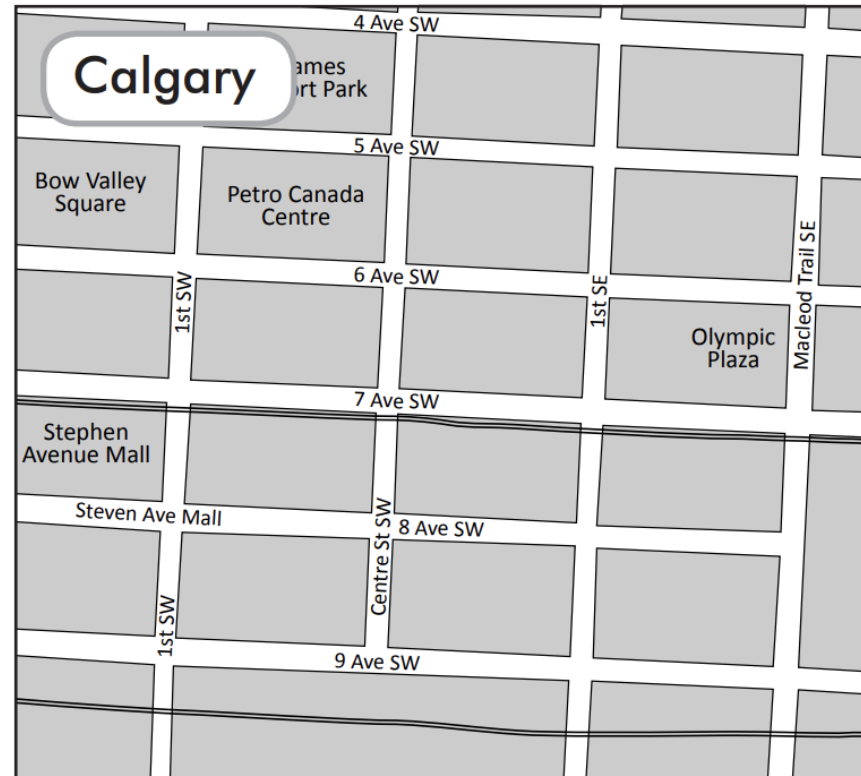 4 Ave SW
Calgary
ames
ort Park
5 Ave SW
Bow Valley
Square
Petro Canada
Centre
6 Ave SW
1st SW
1st SE
Macleod Trail SE
Olympic
Plaza
7 Ave SW
Stephen
Avenue Mall
Steven Ave Mall
8 Ave SW
Centre St SW
1st SW
9 Ave SW